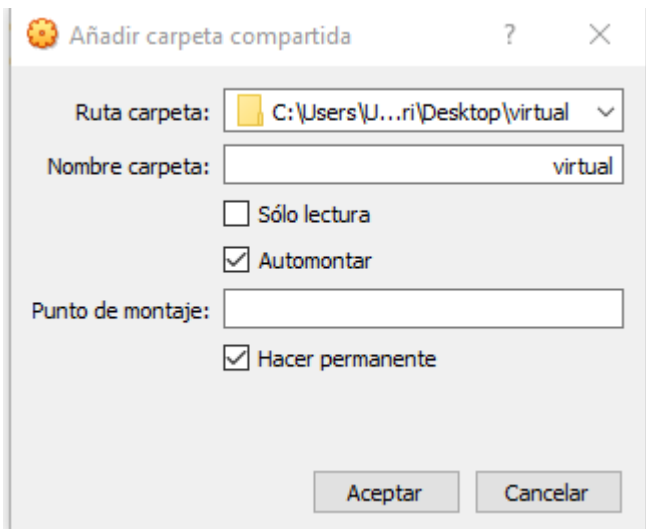 Añadir carpeta compartida ?
Ruta carpeta: C:\Users\U...ri\Desktop\virtual
Nombre carpeta: virtual
Sólo lectura
Automontar
Punto de montaje:
Hacer permanente
Aceptar Cancelar